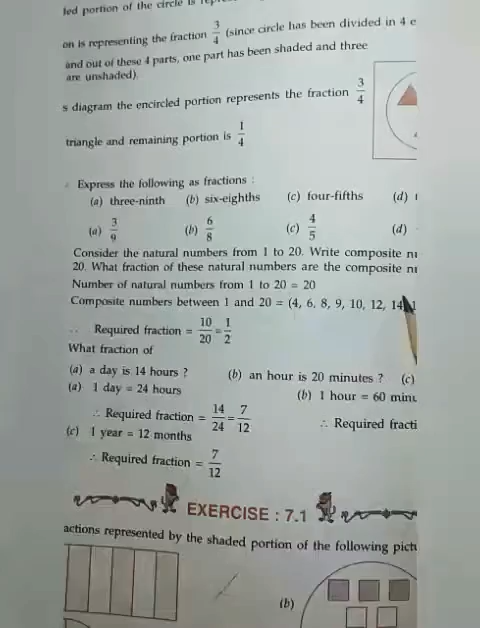 led portion of the circle is
on is representing the fraction 3/4 (since circle has been divided in 4 e
and out of these 4 parts, one part has been shaded and three
are unshaded).
s diagram the encircled portion represents the fraction 3/4
triangle and remaining portion is 1/4
Express the following as fractions :
(a) three-ninth (b) six-eighths (c) four-fifths (d)
(a) 3/9 (b) 6/8 (c) 4/5 (d)
Consider the natural numbers from 1 to 20. Write composite
20. What fraction of these natural numbers are the composite
Number of natural numbers from 1 to 20 = 20
Composite numbers between 1 and 20 = (4, 6, 8, 9, 10, 12, 14,
∴ Required fraction = 10/20 = 1/2
What fraction of
(a) a day is 14 hours ? (b) an hour is 20 minutes ? (c)
(a) 1 day = 24 hours (b) 1 hour = 60 minu
∴ Required fraction = 14/24 = 7/12 ∴ Required fracti
(c) 1 year = 12 months
∴ Required fraction = 7/12
EXERCISE : 7.1
actions represented by the shaded portion of the following pict
(b)